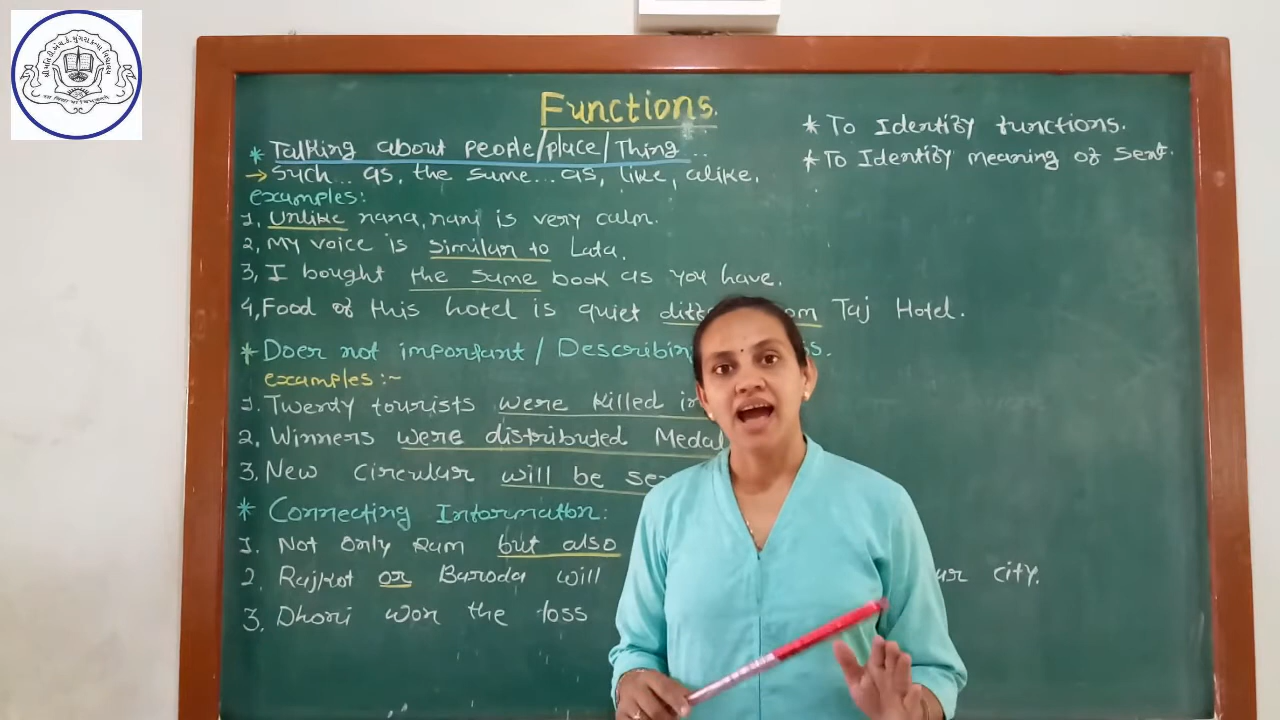 Functions.
* Talking about people/place/Thing..
→ Such... as, the same... as, like, alike.
examples:
1. Unlike nana, nani is very calm.
2, My voice is similar to Lata.
3, I bought the same book as you have.
4, Food of this hotel is quiet Taj Hotel.
* Doer not important / Describing
examples :-
1. Twenty tourists were killed in
2, Winners were distributed Medal
3, New Circular will be
* Connecting Information:
1. Not Only Ram but also
2. Rajkot or Baroda will city.
3. Dhoni won the toss
* To Identify functions.
* To Identify meaning of sent.